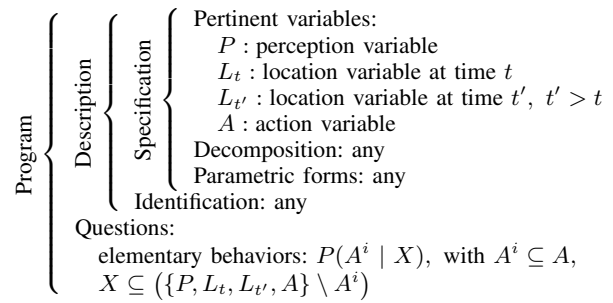 Program
Description
Specification
Pertinent variables:
P : perception variable
L_t : location variable at time t
L_{t'} : location variable at time t′, t′ > t
A : action variable
Decomposition: any
Parametric forms: any
Identification: any
Questions:
elementary behaviors: P(A^i | X), with A^i ⊆ A,
X ⊆ ({P, L_t, L_{t'}, A} \ A^i)